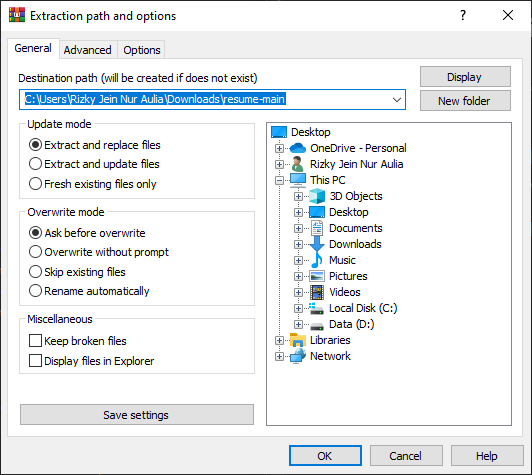 Extraction path and options
General
Advanced
Options
Destination path (will be created if does not exist)
C:\Users\Rizky Jein Nur Aulia\Downloads\resume-main
Display
New folder
Update mode
Extract and replace files
Extract and update files
Fresh existing files only
Overwrite mode
Ask before overwrite
Overwrite without prompt
Skip existing files
Rename automatically
Miscellaneous
Keep broken files
Display files in Explorer
Save settings
Desktop
OneDrive - Personal
Rizky Jein Nur Aulia
This PC
3D Objects
Desktop
Documents
Downloads
Music
Pictures
Videos
Local Disk (C:)
Data (D:)
Libraries
Network
OK
Cancel
Help